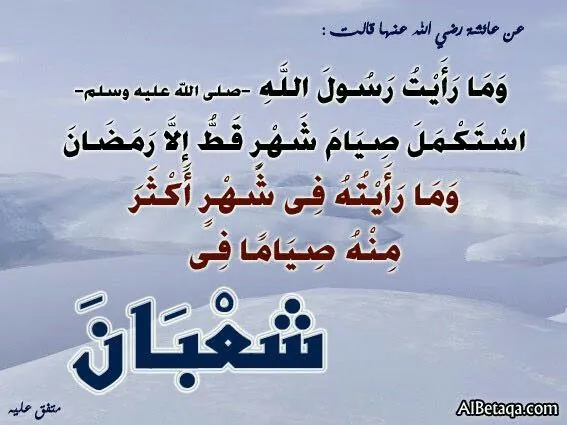 عن عائشة رضي الله عنها قالت :
وَمَا رَأَيْتُ رَسُولَ اللَّهِ -صلى الله عليه وسلم-
اسْتَكْمَلَ صِيَامَ شَهْرٍ قَطُّ إِلاَّ رَمَضَانَ
وَمَا رَأَيْتُهُ فِى شَهْرٍ أَكْثَرَ
مِنْهُ صِيَامًا فِى
شَعْبَانَ
متفق عليه
AlBetaqa.com